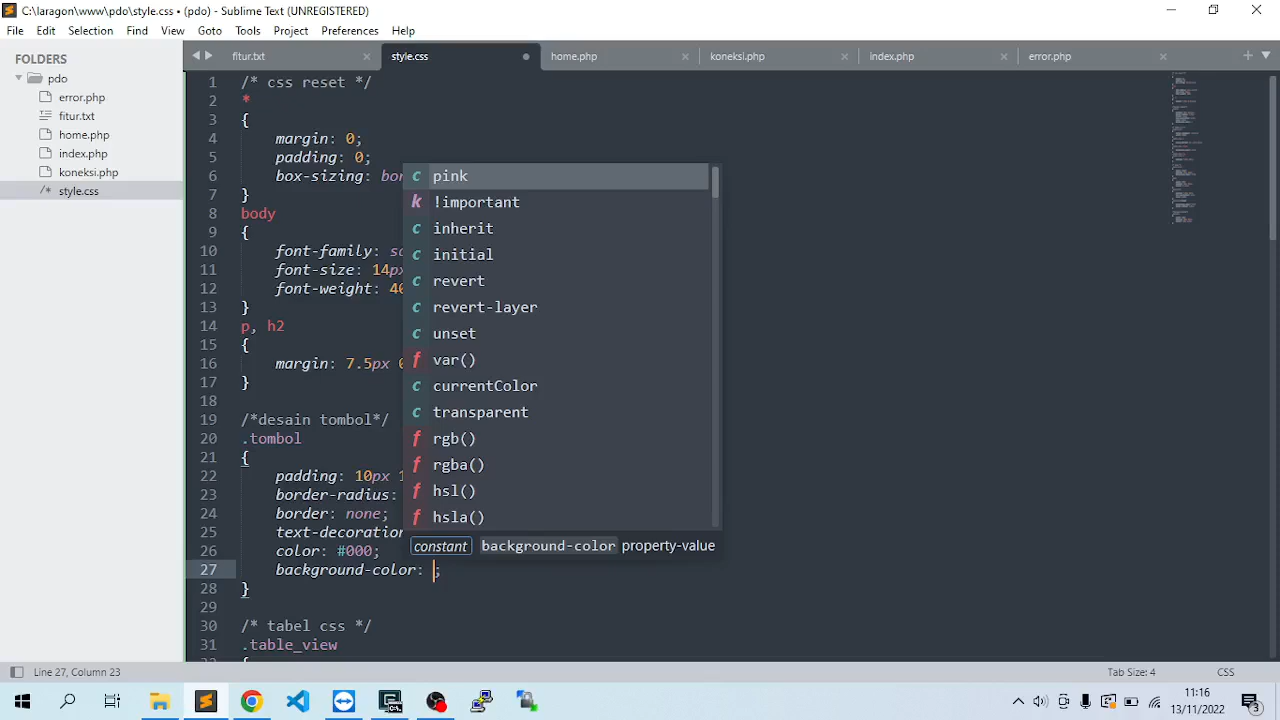 C:\laragon\www\pdo\style.css • (pdo) - Sublime Text (UNREGISTERED)
File Edit Selection Find View Goto Tools Project Preferences Help
FOLDERS
pdo
error.php
fitur.txt
home.php
index.php
koneksi.php
/* style.css
fitur.txt style.css home.php koneksi.php index.php error.php
1 /* css reset */
2 *
3 {
4 margin: 0;
5 padding: 0;
6 box-sizing: bor
7 }
8 body
9 {
10 font-family: sa
11 font-size: 14px
12 font-weight: 40
13 }
14 p, h2
15 {
16 margin: 7.5px 0
17 }
18
19 /*desain tombol*/
20 .tombol
21 {
22 padding: 10px 1
23 border-radius:
24 border: none;
25 text-decoration
26 color: #000;
27 background-color: ;
28 }
29
30 /* tabel css */
31 .table_view
c pink
k !important
c inherit
c initial
c revert
c revert-layer
c unset
f var()
c currentColor
c transparent
f rgb()
f rgba()
f hsl()
f hsla()
constant background-color property-value
Line 27, Column 23
Tab Size: 4 CSS
11:16
13/11/2022
3